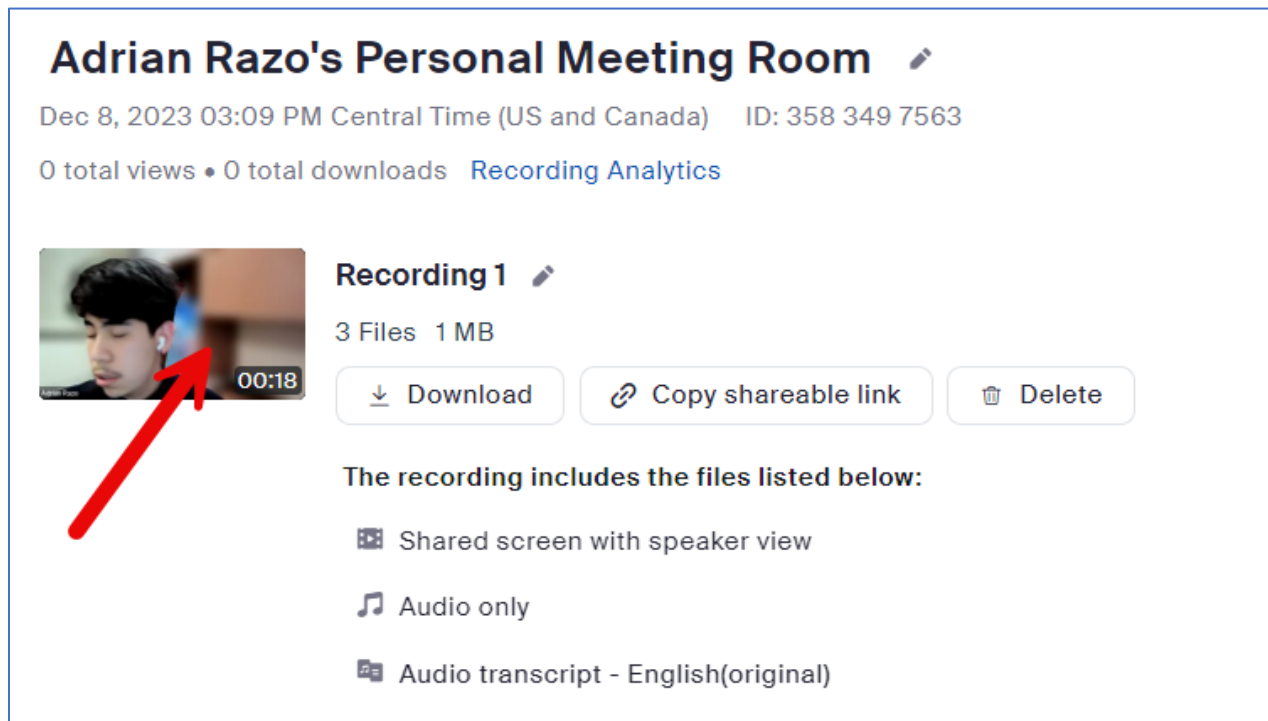 Adrian Razo's Personal Meeting Room
Dec 8, 2023 03:09 PM Central Time (US and Canada) ID: 358 349 7563
0 total views • 0 total downloads Recording Analytics
Recording 1
3 Files 1 MB
00:18
Adrian Razo
Download Copy shareable link Delete
The recording includes the files listed below:
Shared screen with speaker view
Audio only
Audio transcript - English(original)